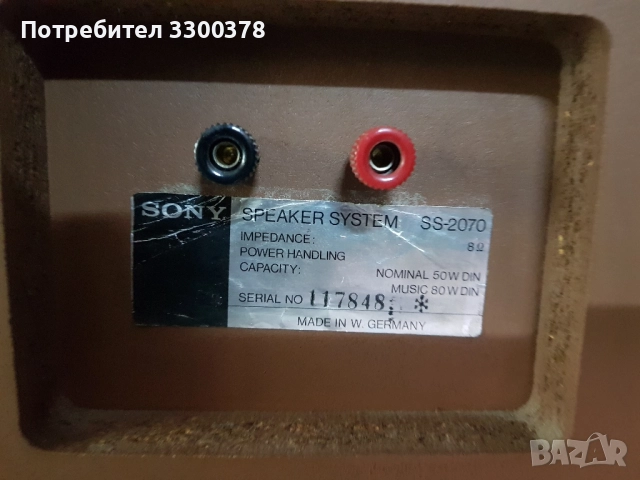 Потребител 3300378
SONY SPEAKER SYSTEM SS-2070
IMPEDANCE: 8Ω
POWER HANDLING
CAPACITY: NOMINAL 50W DIN
MUSIC 80W DIN
SERIAL NO 117848 *
MADE IN W. GERMANY
BAZAR